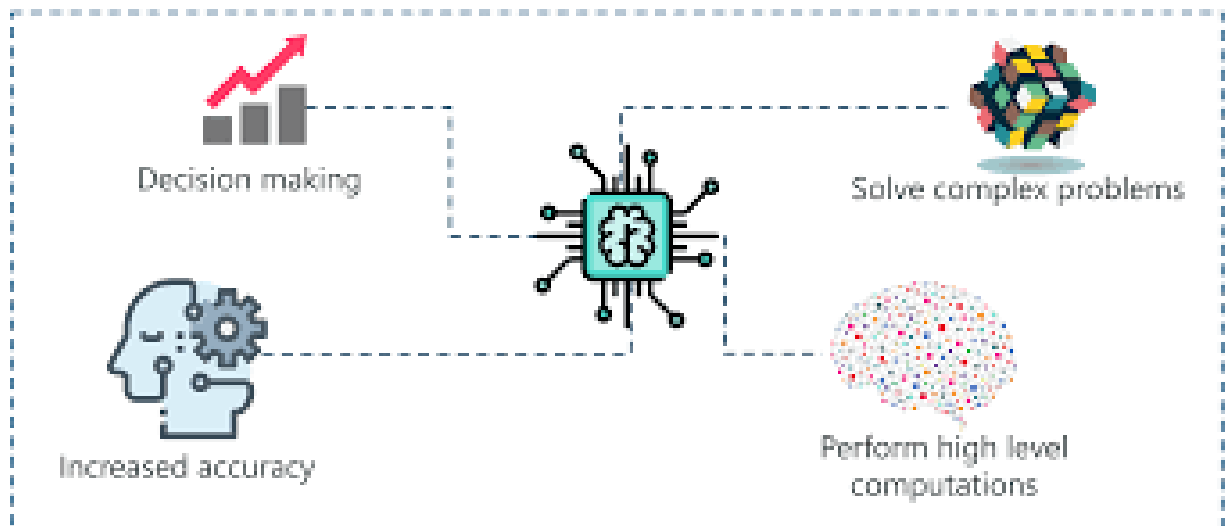 Decision making
Solve complex problems
Increased accuracy
Perform high level
computations